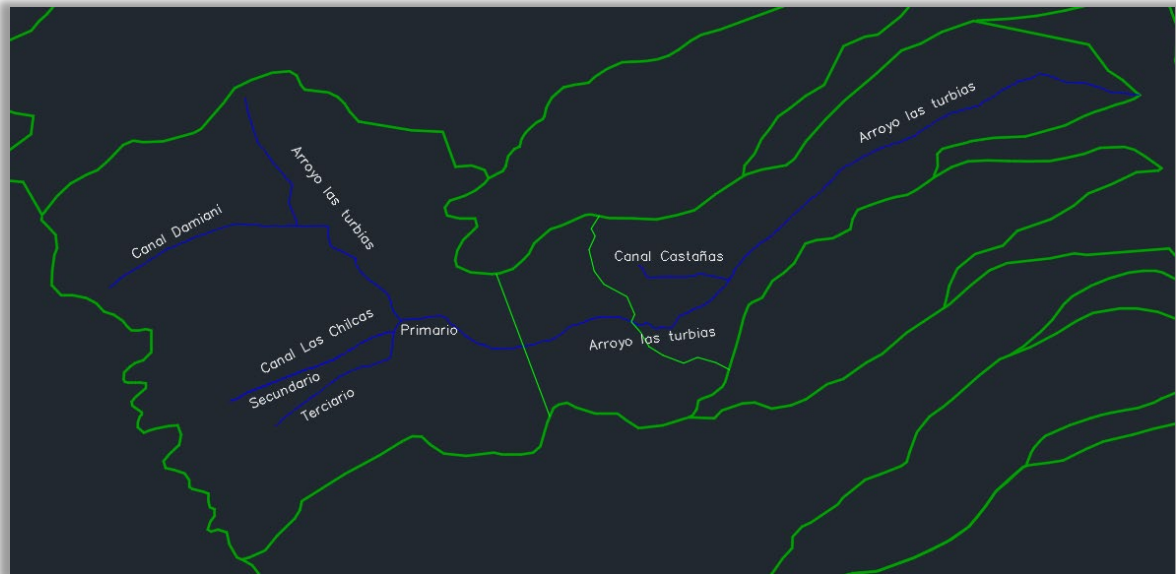 Arroyo las turbias
Arroyo las turbias
Canal Damiani
Canal Castañas
Canal Las Chilcas
Primario
Arroyo las turbias
Secundario
Terciario